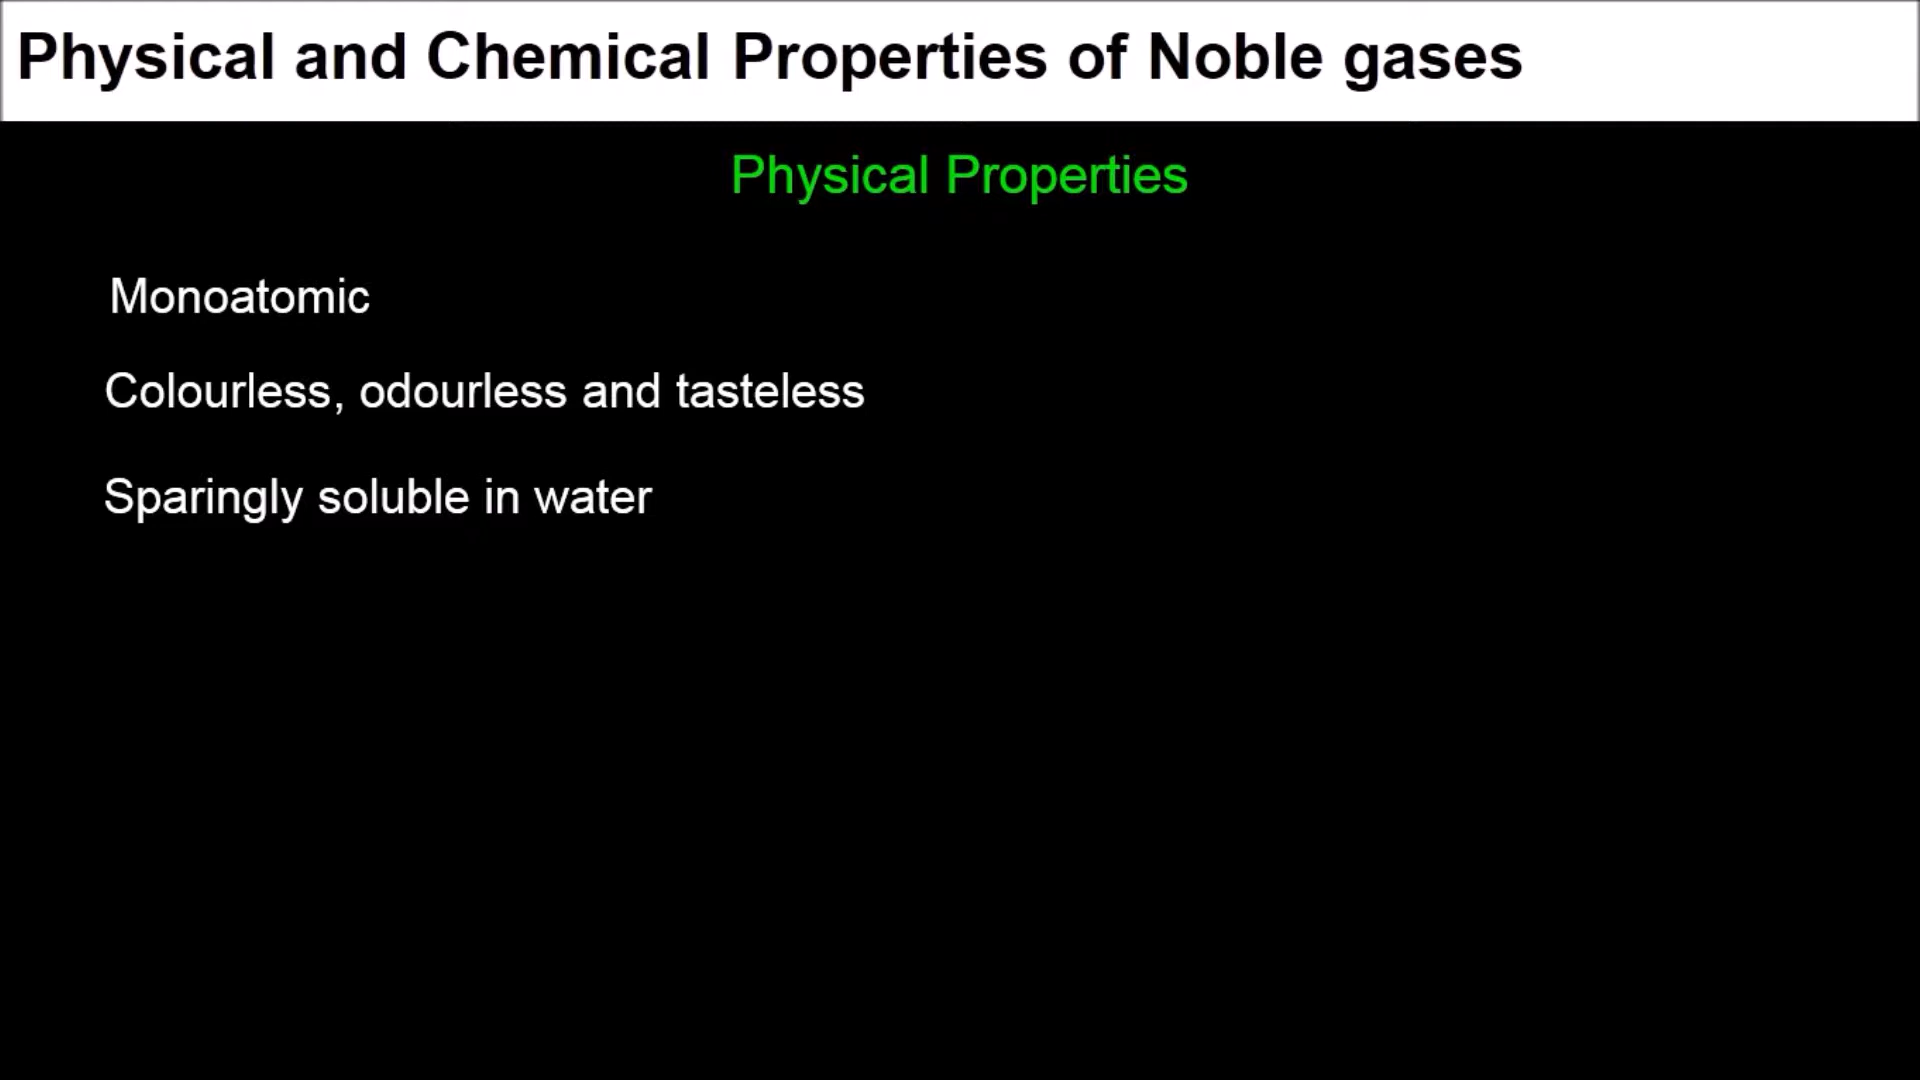 Physical and Chemical Properties of Noble gases
Physical Properties
Monoatomic
Colourless, odourless and tasteless
Sparingly soluble in water